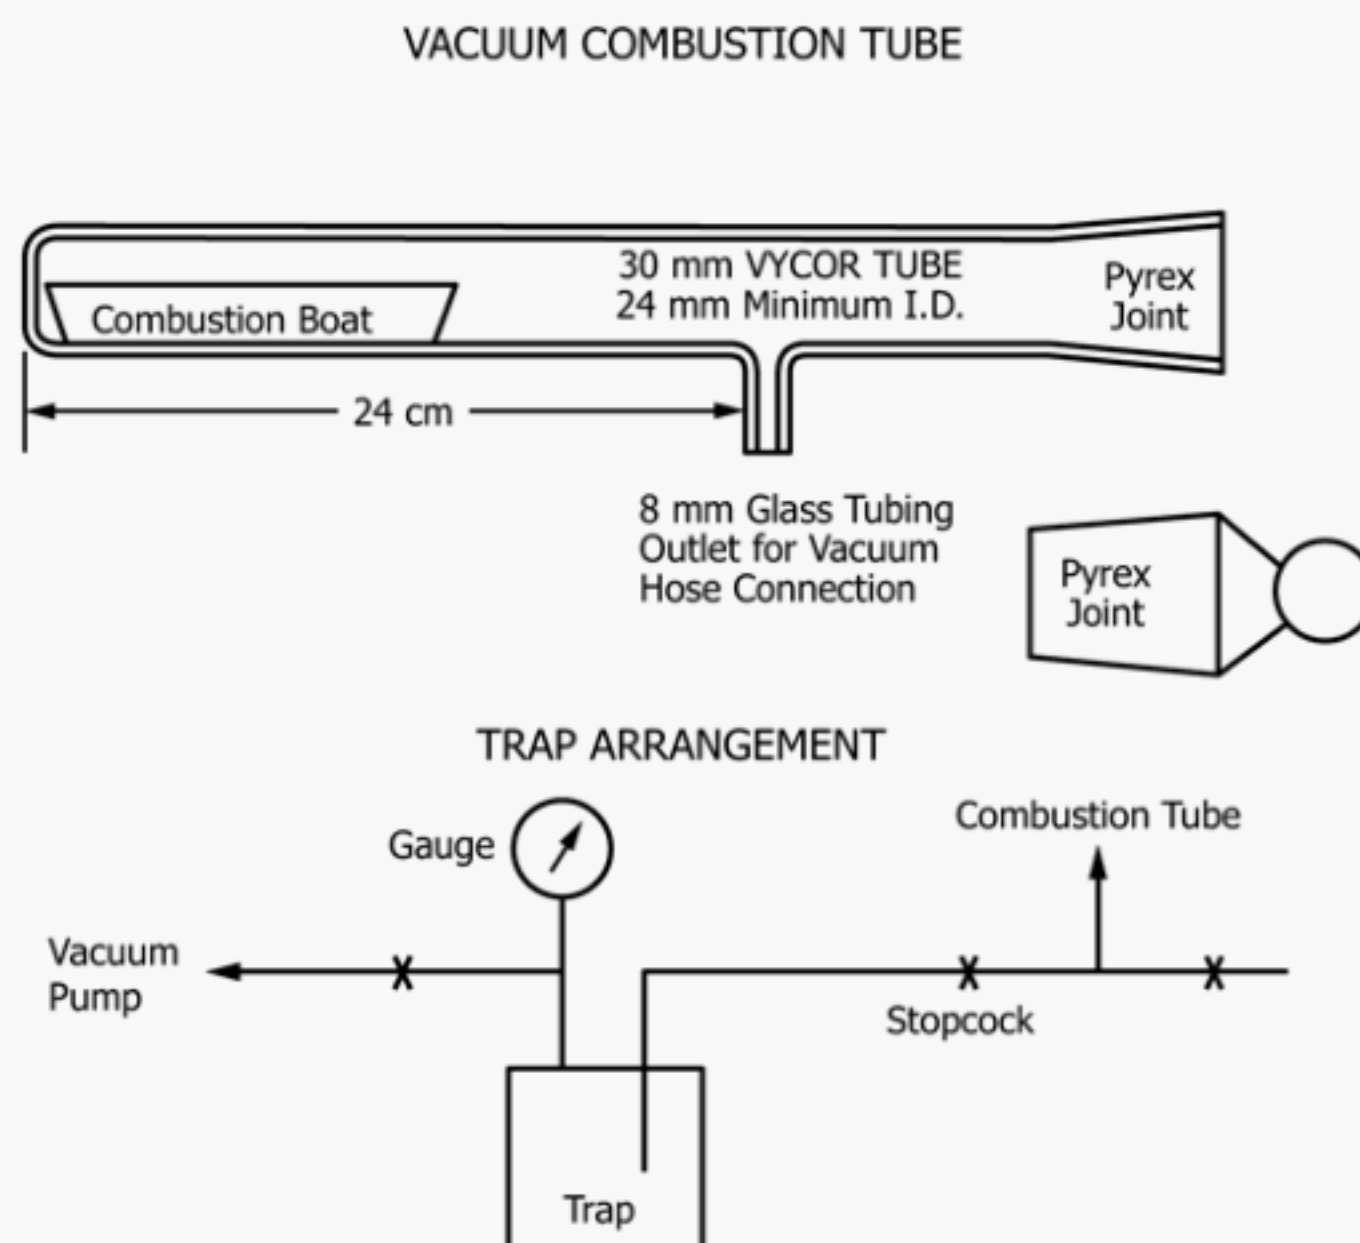 VACUUM COMBUSTION TUBE
30 mm VYCOR TUBE
24 mm Minimum I.D.
Pyrex
Joint
Combustion Boat
24 cm
8 mm Glass Tubing
Outlet for Vacuum
Hose Connection
Pyrex
Joint
TRAP ARRANGEMENT
Gauge
Combustion Tube
Vacuum
Pump
Stopcock
Trap